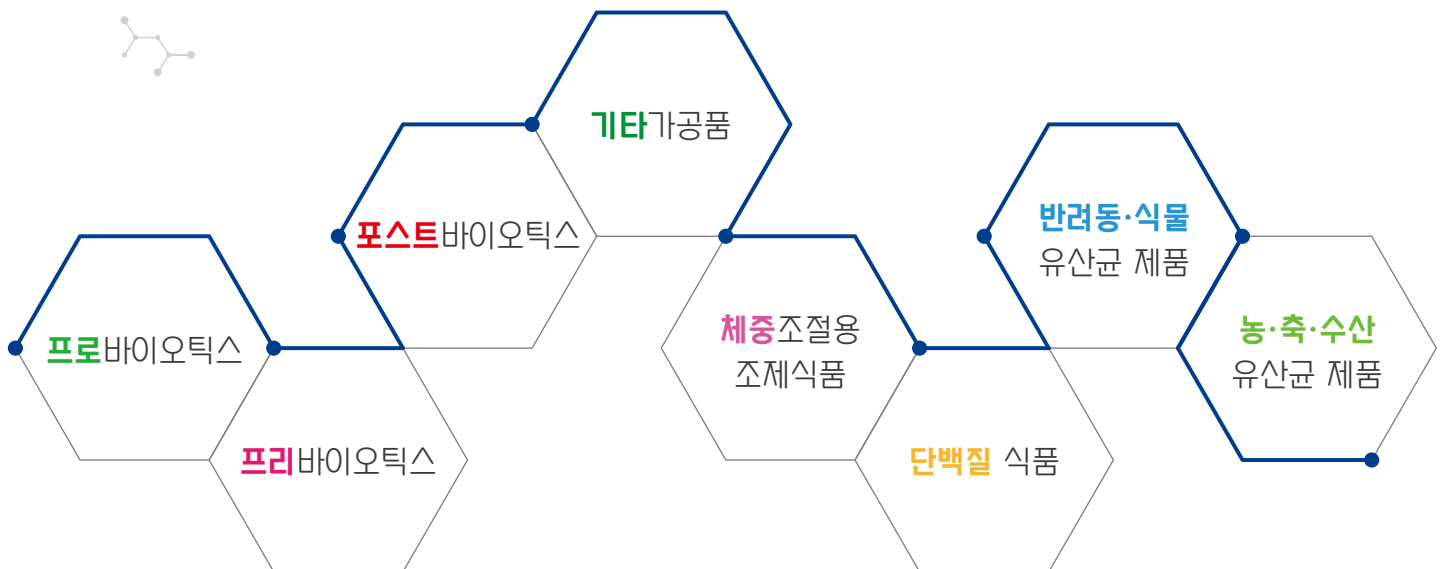 프로바이오틱스
프리바이오틱스
포스트바이오틱스
기타가공품
체중조절용
조제식품
단백질 식품
반려동·식물
유산균 제품
농·축·수산
유산균 제품